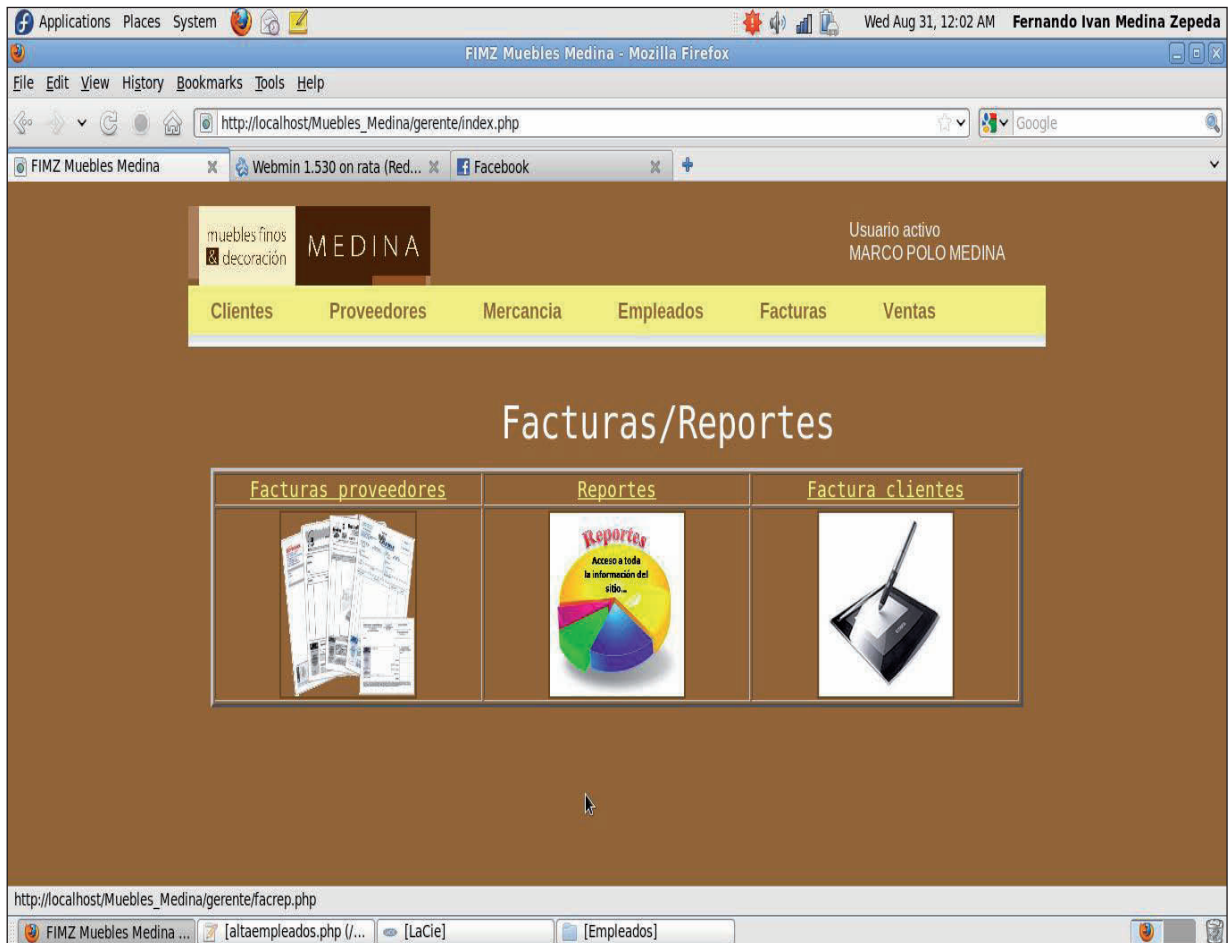 Applications Places System Wed Aug 31, 12:02 AM Fernando Ivan Medina Zepeda
FIMZ Muebles Medina - Mozilla Firefox
File Edit View History Bookmarks Tools Help
http://localhost/Muebles_Medina/gerente/index.php Google
FIMZ Muebles Medina Webmin 1.530 on rata (Red... Facebook
muebles finos
& decoración
MEDINA
Usuario activo
MARCO POLO MEDINA
Clientes Proveedores Mercancia Empleados Facturas Ventas
Facturas/Reportes
Facturas proveedores Reportes Factura clientes
Reportes
Acceso a toda
la información del
sitio...
http://localhost/Muebles_Medina/gerente/facrep.php
FIMZ Muebles Medina ... [altaempleados.php (/... [LaCie] [Empleados]